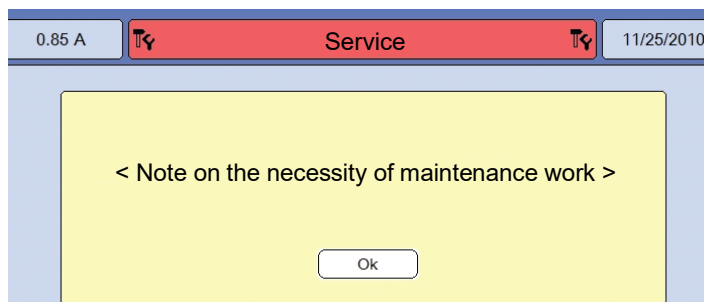 0.85 A
Service
11/25/2010
< Note on the necessity of maintenance work >
Ok